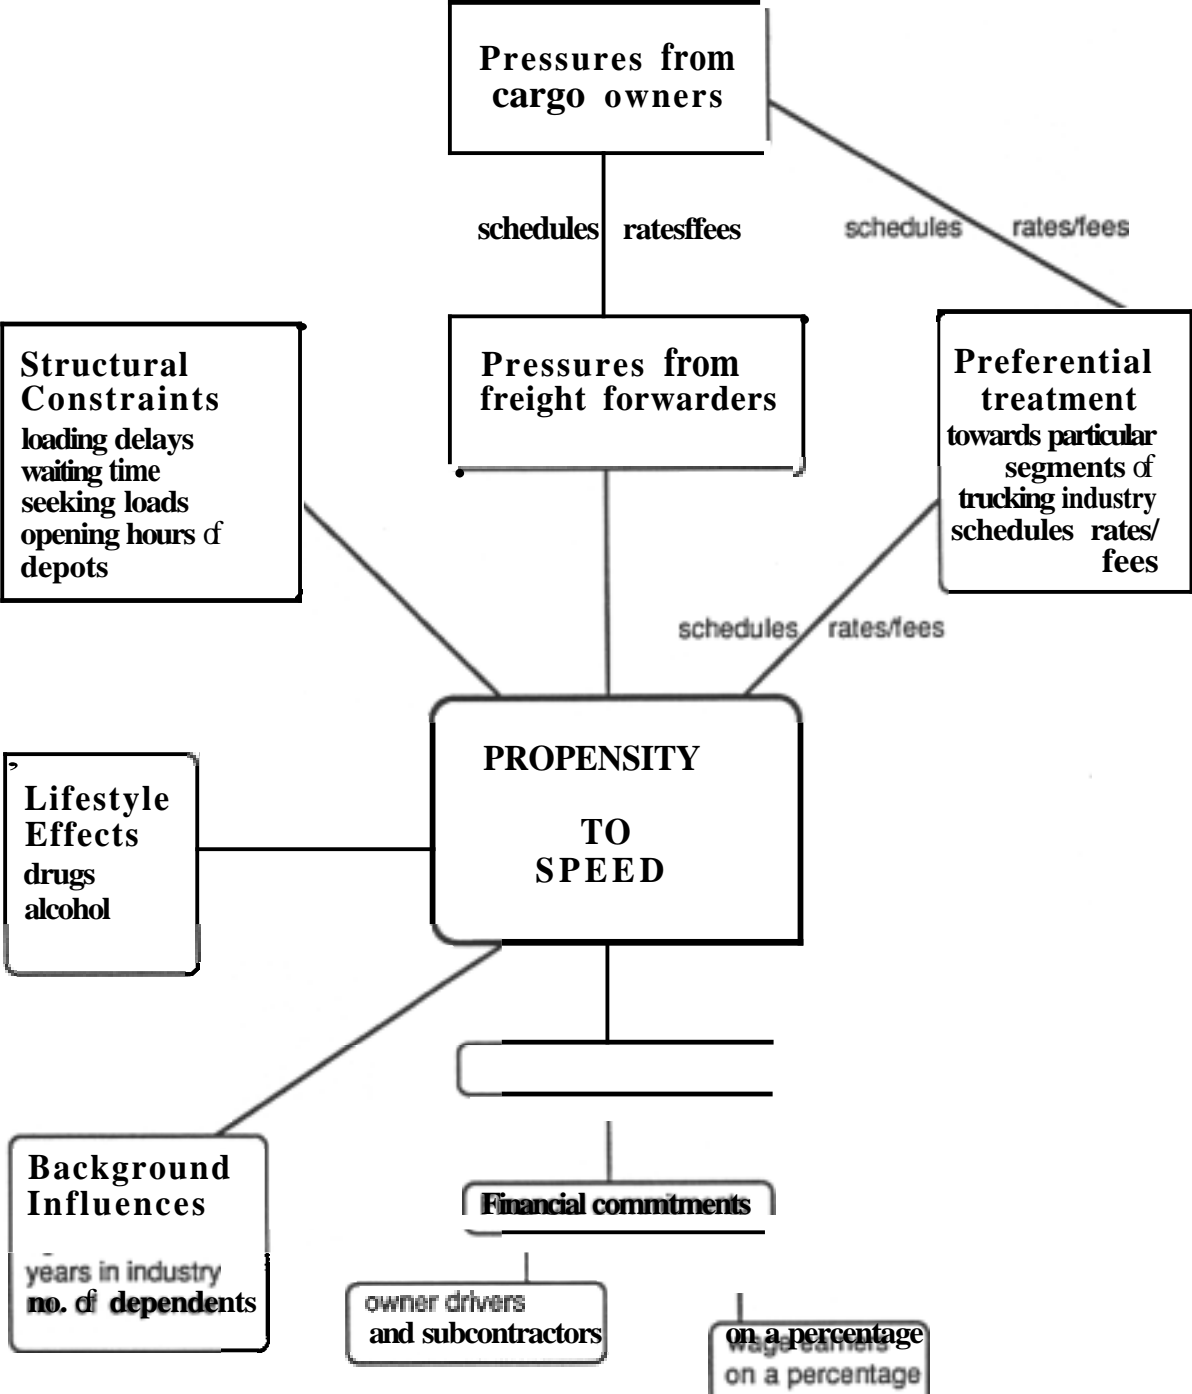 Pressures from
cargo owners
schedules ratesffees
schedules rates/fees
Structural
Constraints
loading delays
waiting time
seeking loads
opening hours of
depots
Pressures from
freight forwarders
Preferential
treatment
towards particular
segments of
trucking industry
schedules rates/
fees
schedules rates/fees
PROPENSITY
TO
SPEED
Lifestyle
Effects
drugs
alcohol
Background
Influences
years in industry
no. of dependents
Financial commitments
owner drivers
and subcontractors
on a percentage
wage earners
on a percentage